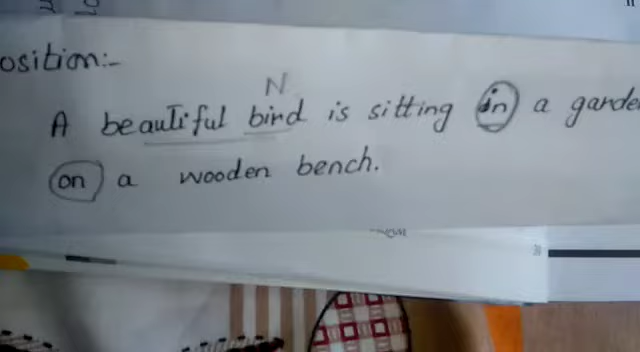 osition:-
N
A beautiful bird is sitting in a garde
on a wooden bench.